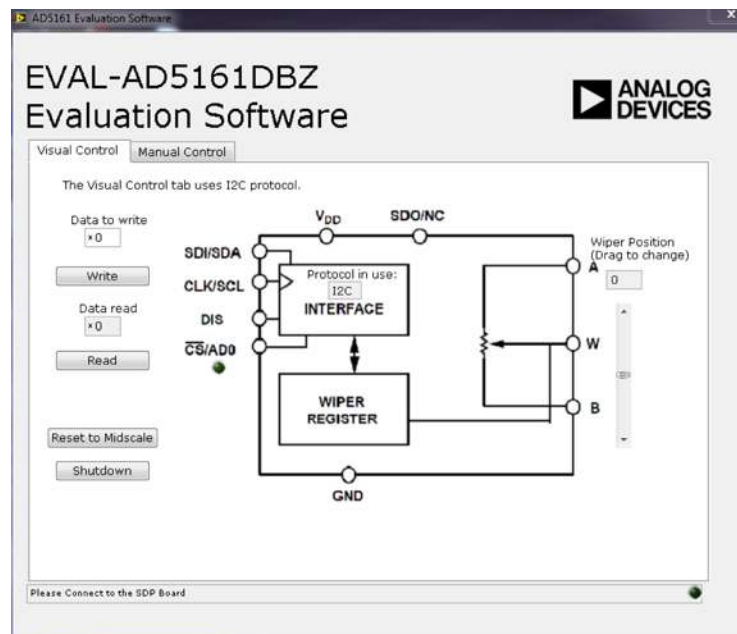 AD5161 Evaluation Software
x
EVAL-AD5161DBZ
Evaluation Software
ANALOG
DEVICES
Visual Control
Manual Control
The Visual Control tab uses I2C protocol.
Data to write
×0
Write
Data read
×0
Read
Reset to Midscale
Shutdown
VDD
SDO/NC
SDI/SDA
CLK/SCL
DIS
CS/AD0
Protocol in use:
I2C
INTERFACE
WIPER
REGISTER
GND
Wiper Position
(Drag to change)
0
A
W
B
Please Connect to the SDP Board